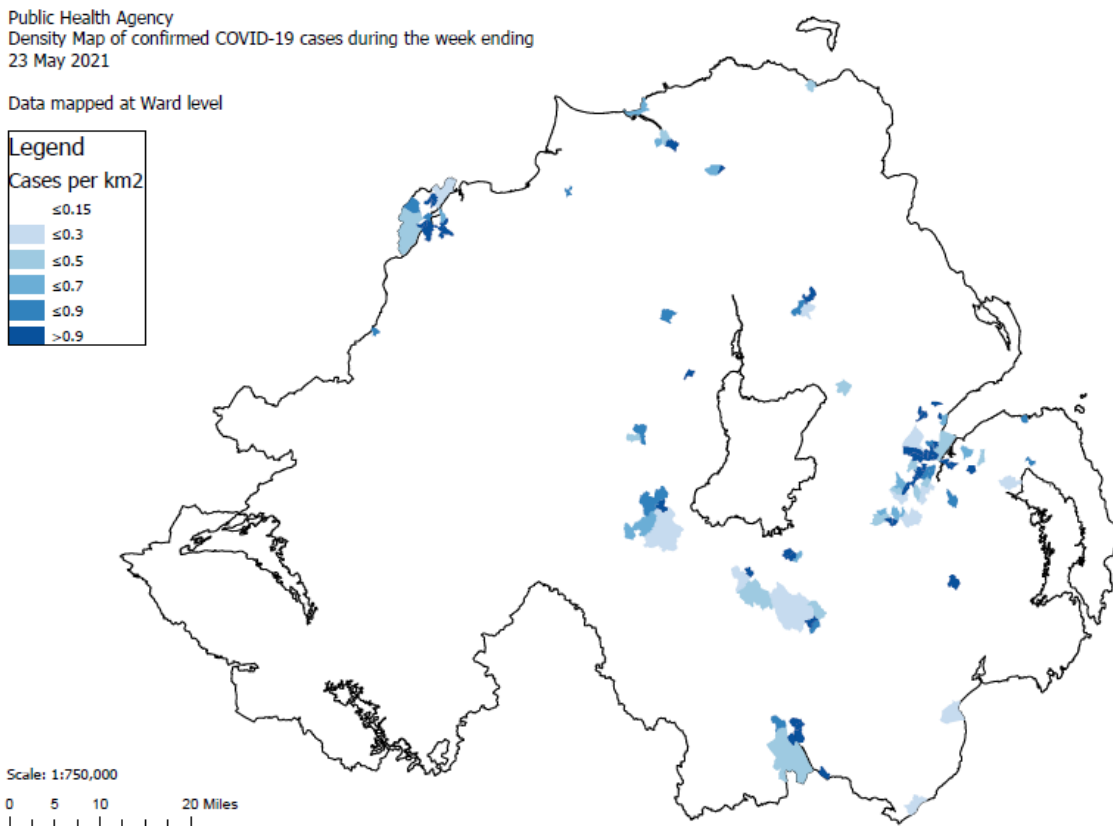 Public Health Agency
Density Map of confirmed COVID-19 cases during the week ending
23 May 2021
Data mapped at Ward level
Legend
Cases per km2
≤0.15
≤0.3
≤0.5
≤0.7
≤0.9
>0.9
Scale: 1:750,000
0 5 10 20 Miles